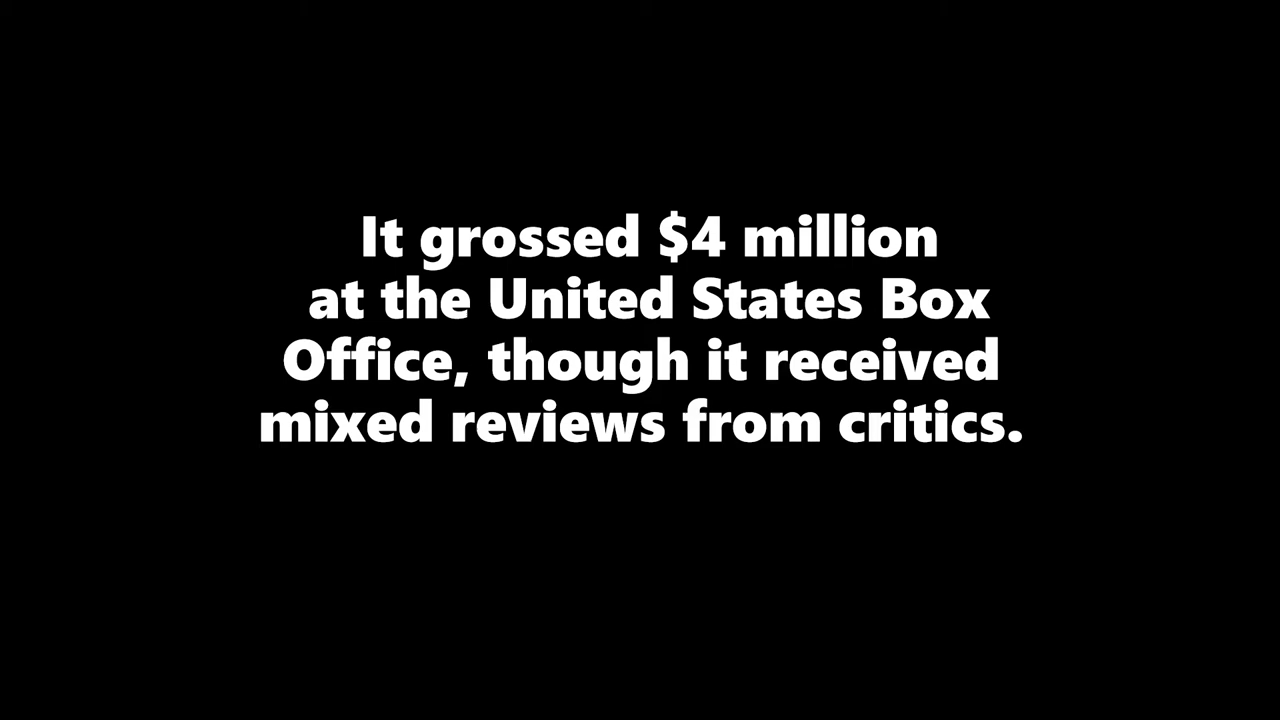 It grossed $4 million
at the United States Box
Office, though it received
mixed reviews from critics.